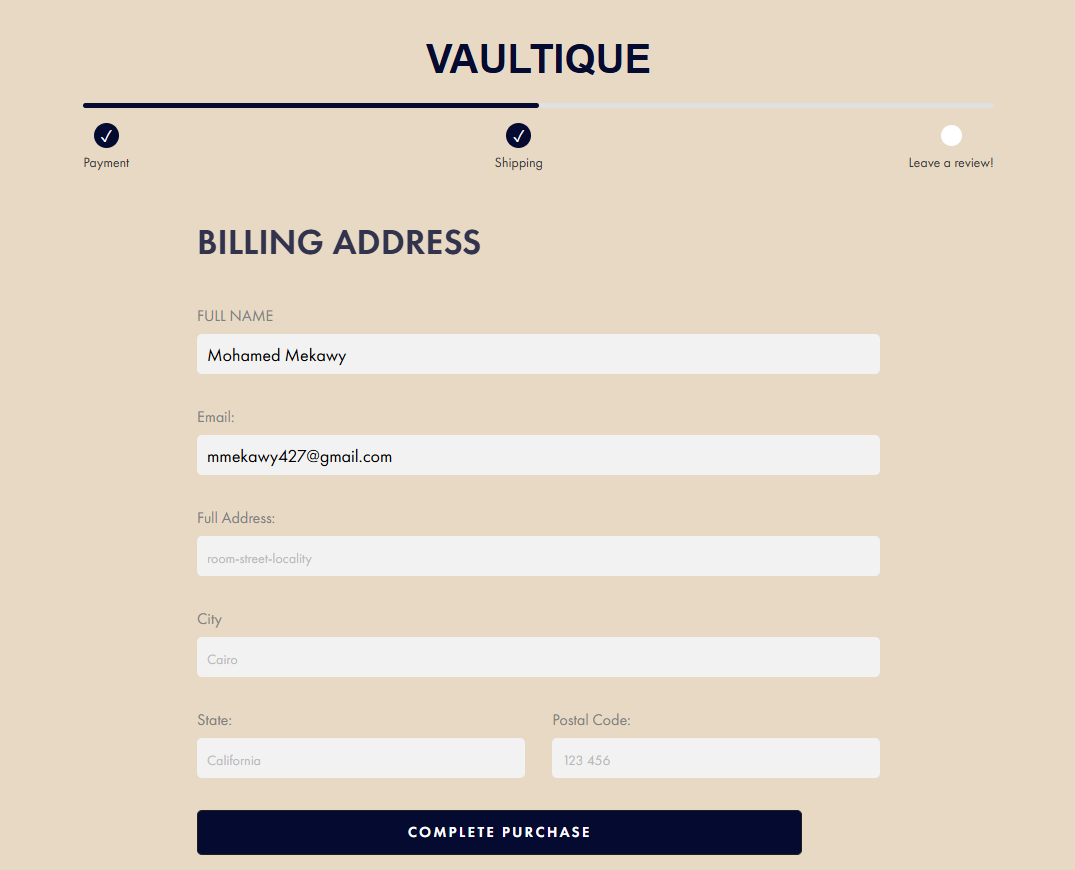 VAULTIQUE
Payment Shipping Leave a review!
BILLING ADDRESS
FULL NAME
Mohamed Mekawy
Email:
mmekawy427@gmail.com
Full Address:
room-street-locality
City
Cairo
State: Postal Code:
California 123 456
COMPLETE PURCHASE